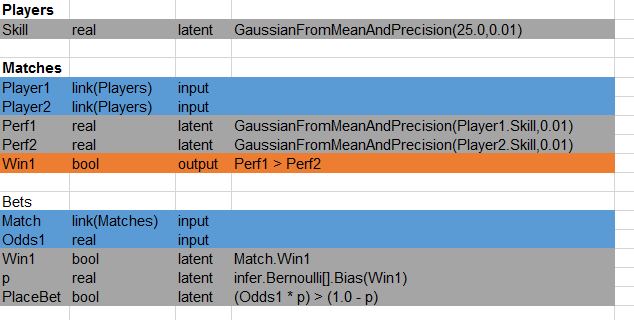 Players
Skill real latent GaussianFromMeanAndPrecision(25.0,0.01)
Matches
Player1 link(Players) input
Player2 link(Players) input
Perf1 real latent GaussianFromMeanAndPrecision(Player1.Skill,0.01)
Perf2 real latent GaussianFromMeanAndPrecision(Player2.Skill,0.01)
Win1 bool output Perf1 > Perf2
Bets
Match link(Matches) input
Odds1 real input
Win1 bool latent Match.Win1
p real latent infer.Bernoulli[].Bias(Win1)
PlaceBet bool latent (Odds1 * p) > (1.0 - p)